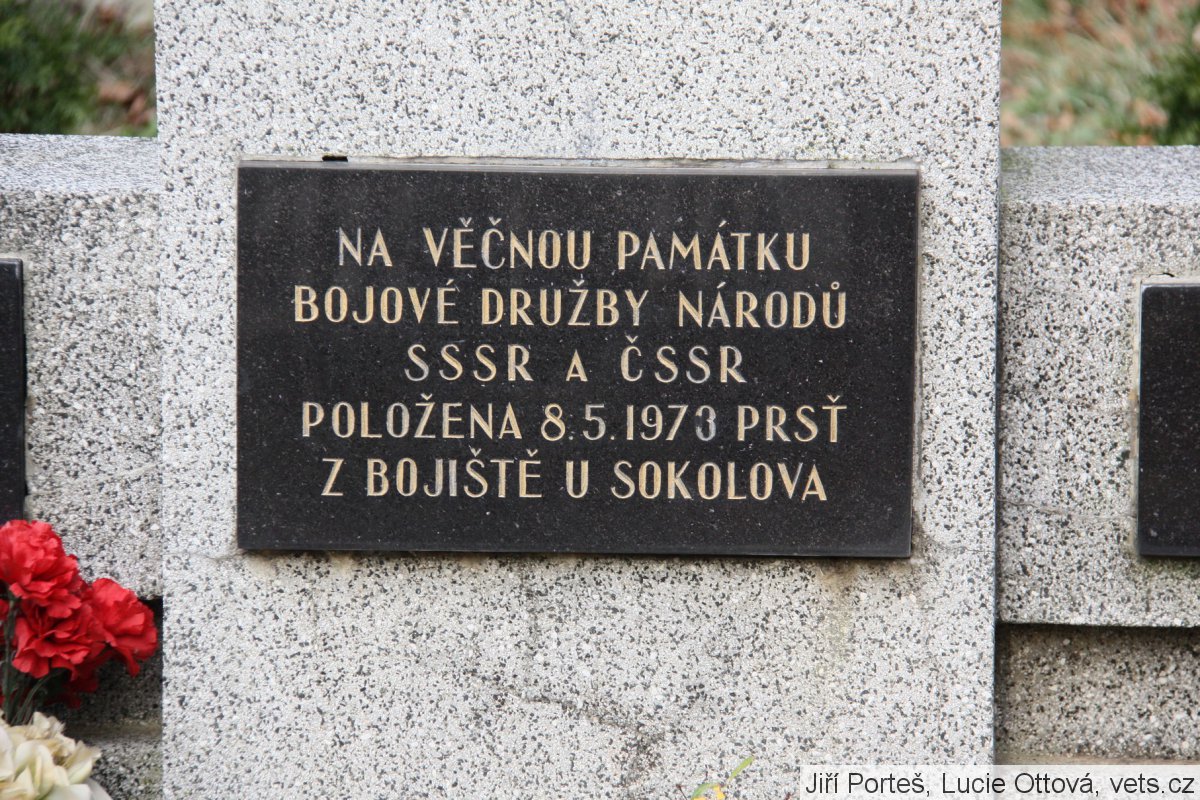 NA VĚČNOU PAMÁTKU
BOJOVÉ DRUŽBY NÁRODŮ
SSSR A ČSSR
POLOŽENA 8.5.1973 PRSŤ
Z BOJIŠTĚ U SOKOLOVA
Jiří Porteš, Lucie Ottová, vets.cz